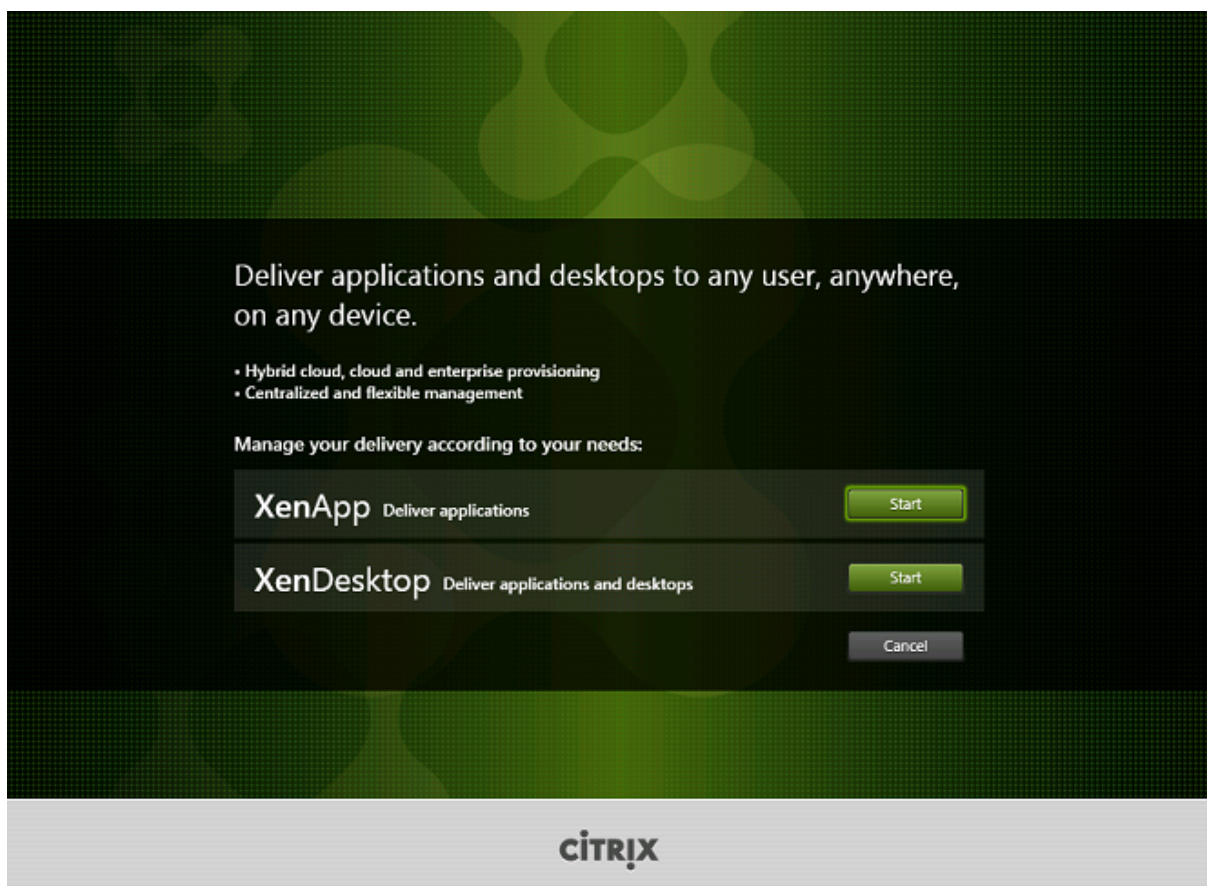 Deliver applications and desktops to any user, anywhere,
on any device.
• Hybrid cloud, cloud and enterprise provisioning
• Centralized and flexible management
Manage your delivery according to your needs:
XenApp Deliver applications Start
XenDesktop Deliver applications and desktops Start
Cancel
CİTRIX